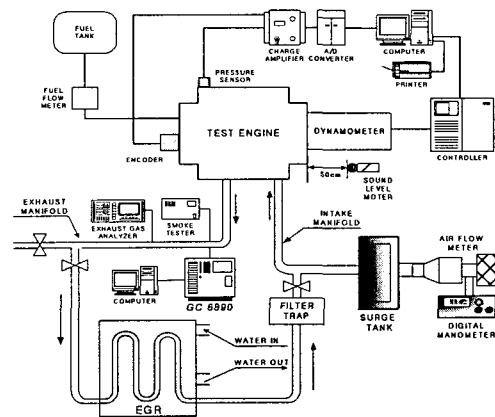 FUEL
TANK
FUEL
FLOW
METER
PRESSURE
SENSOR
CHARGE
AMPLIFIER
A/D
CONVERTER
COMPUTER
PRINTER
TEST ENGINE
DYNAMOMETER
ENCODER
CONTROLLER
50cm
SOUND
LEVEL
MOTER
EXHAUST
MANIFOLD
EXHAUST GAS
ANALYZER
SMOKE
TESTER
INTAKE
MANIFOLD
AIR FLOW
METER
COMPUTER
GC 6890
FILTER
TRAP
SURGE
TANK
DIGITAL
MANOMETER
WATER IN
WATER OUT
EGR